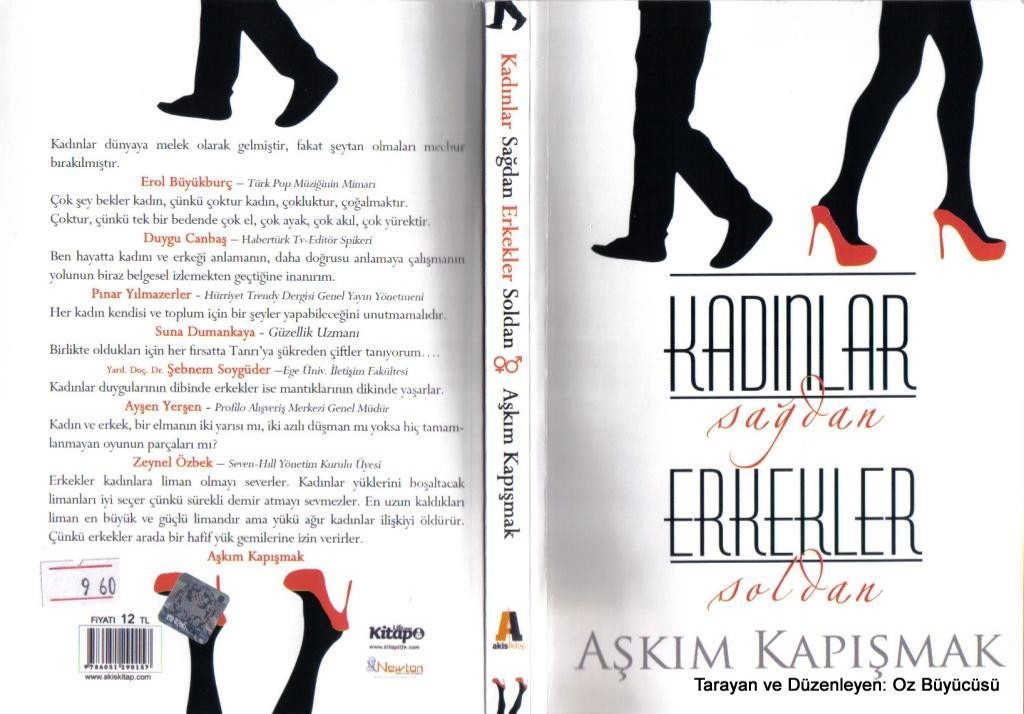 Kadınlar dünyaya melek olarak gelmiştir, fakat şeytan olmaları mecbur
bırakılmıştır.
Erol Büyükburç – Türk Pop Müziğinin Mimarı
Çok şey bekler kadın, çünkü çoktur kadın, çokluktur, çoğalmaktır.
Çoktur, çünkü tek bir bedende çok el, çok ayak, çok akıl, çok yürektir.
Duygu Canbaş – Habertürk Tv-Editör Spikeri
Ben hayatta kadını ve erkeği anlamanın, daha doğrusu anlamaya çalışmanın
yolunun biraz belgesel izlemekten geçtiğine inanırım.
Pınar Yılmazerler - Hürriyet Trendy Dergisi Genel Yayın Yönetmeni
Her kadın kendisi ve toplum için bir şeyler yapabileceğini unutmamalıdır.
Suna Dumankaya - Güzellik Uzmanı
Birlikte oldukları için her fırsatta Tanrı'ya şükreden çiftler tanıyorum….
Yard. Doç. Dr. Şebnem Soygüder –Ege Üniv. İletişim Fakültesi
Kadınlar duygularının dibinde erkekler ise mantıklarının dikinde yaşarlar.
Ayşen Yerşen - Profilo Alışveriş Merkezi Genel Müdür
Kadın ve erkek, bir elmanın iki yarısı mı, iki azılı düşman mı yoksa hiç tamam-
lanmayan oyunun parçaları mı?
Zeynel Özbek – Seven-Hill Yönetim Kurulu Üyesi
Erkekler kadınlara liman olmayı severler. Kadınlar yüklerini boşaltacak
limanları iyi seçer çünkü sürekli demir atmayı sevmezler. En uzun kaldıkları
liman en büyük ve güçlü limandır ama yükü ağır kadınlar ilişkiyi öldürür.
Çünkü erkekler arada bir hafif yük gemilerine izin verirler.
Aşkım Kapışmak
9 60
FİYATI 12 TL
9786051290157
www.akiskitap.com
Kitap
www.kitaplife.com
Newton
Kadınlar Sağdan Erkekler Soldan Aşkım Kapışmak
akiskitap
KADINLAR
sağdan
ERKEKLER
soldan
AŞKIM KAPIŞMAK
Tarayan ve Düzenleyen: Oz Büyücüsü